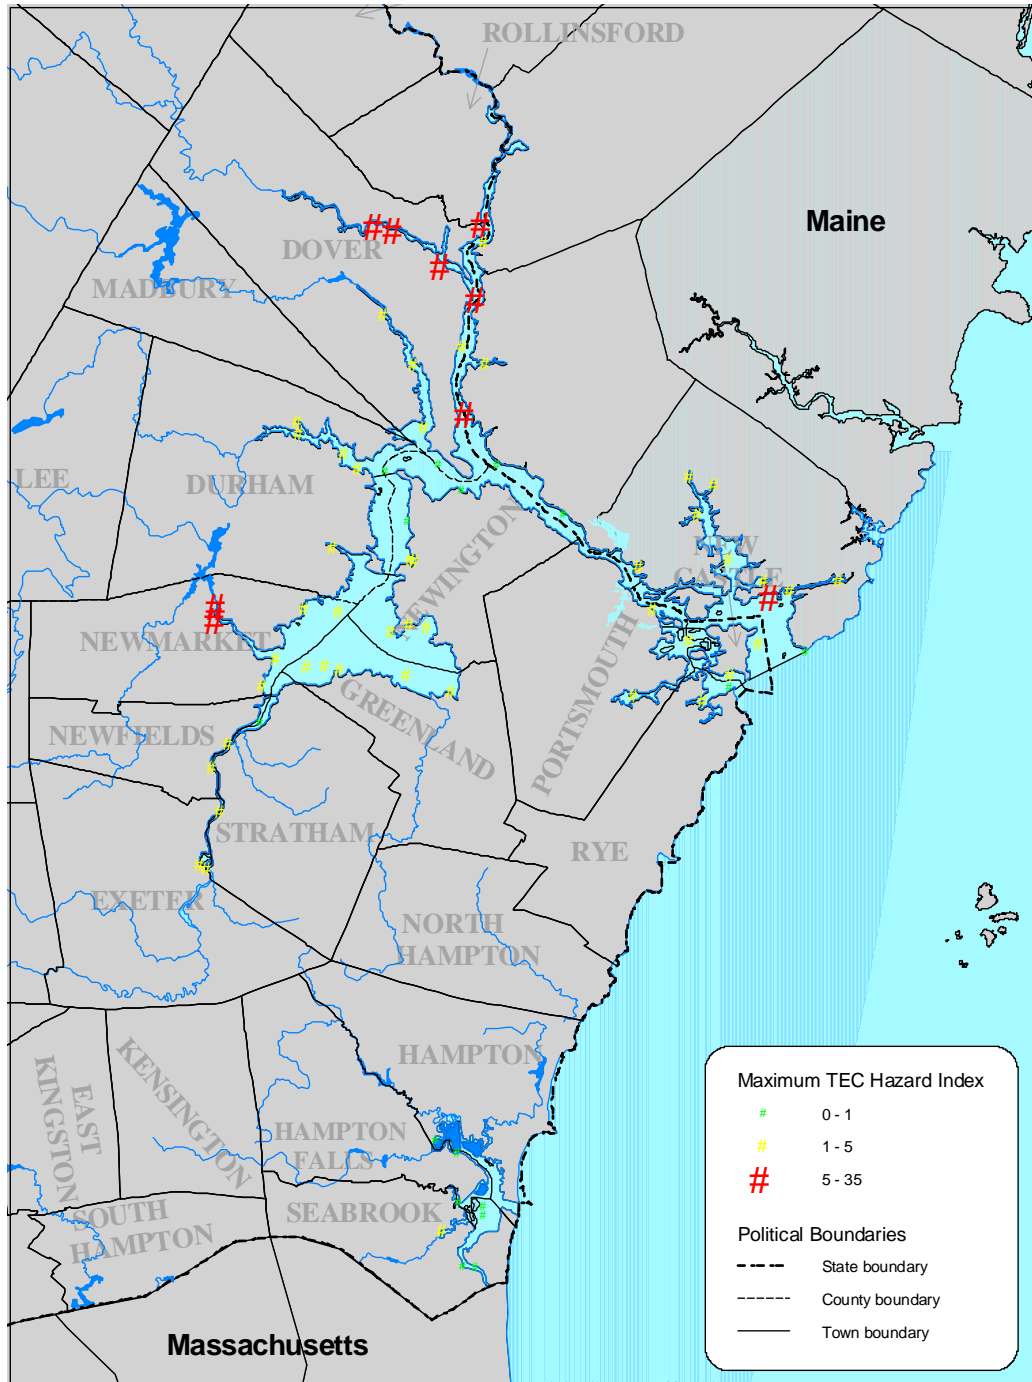 ROLLINSFORD
Maine
DOVER
MADBURY
LEE
DURHAM
NEWINGTON
NEW
CASTLE
NEWMARKET
GREENLAND
PORTSMOUTH
NEWFIELDS
STRATHAM
RYE
EXETER
NORTH
HAMPTON
HAMPTON
EAST
KINGSTON
KENSINGTON
HAMPTON
FALLS
SEABROOK
SOUTH
HAMPTON
Massachusetts
Maximum TEC Hazard Index
# 0 - 1
# 1 - 5
# 5 - 35
Political Boundaries
State boundary
County boundary
Town boundary